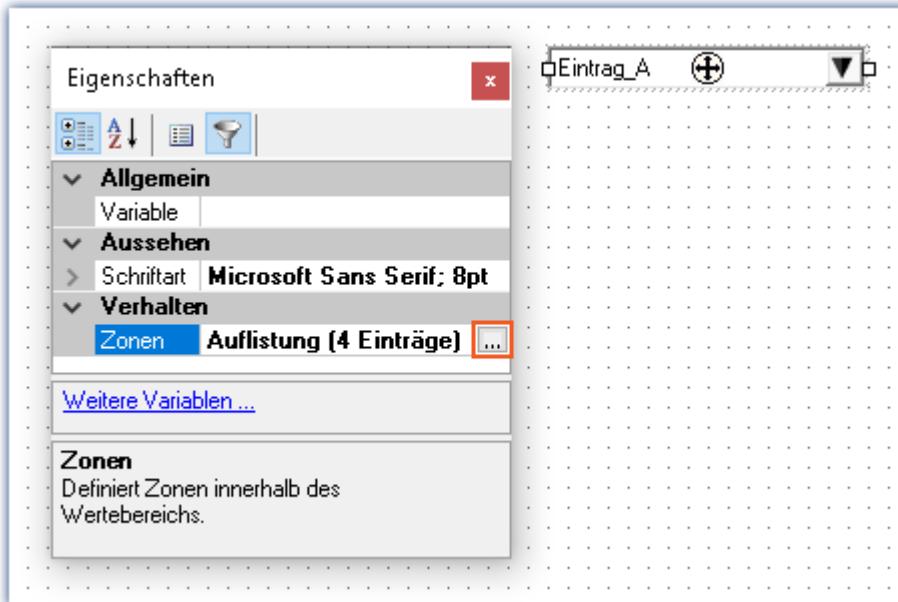 Eigenschaften
x
Eintrag_A
A
Z
Allgemein
Variable
Aussehen
Schriftart Microsoft Sans Serif; 8pt
Verhalten
Zonen Auflistung (4 Einträge) ...
Weitere Variablen ...
Zonen
Definiert Zonen innerhalb des
Wertebereichs.